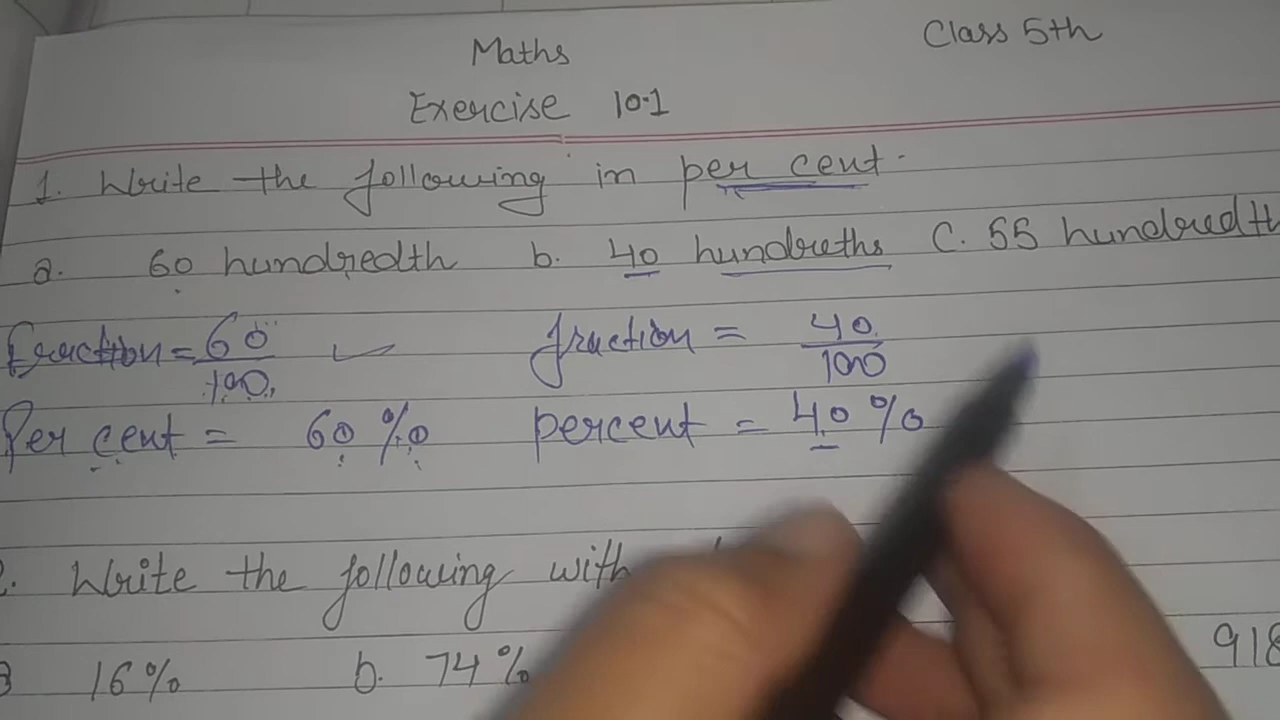 Maths
Class 5th
Exercise 10.1
1. Write the following in per cent.
a. 60 hundredth b. 40 hundreths C. 55 hundredth
fraction = 60/100 fraction = 40/100
Per cent = 60% percent = 40%
2. Write the following with
16% b. 74% 918